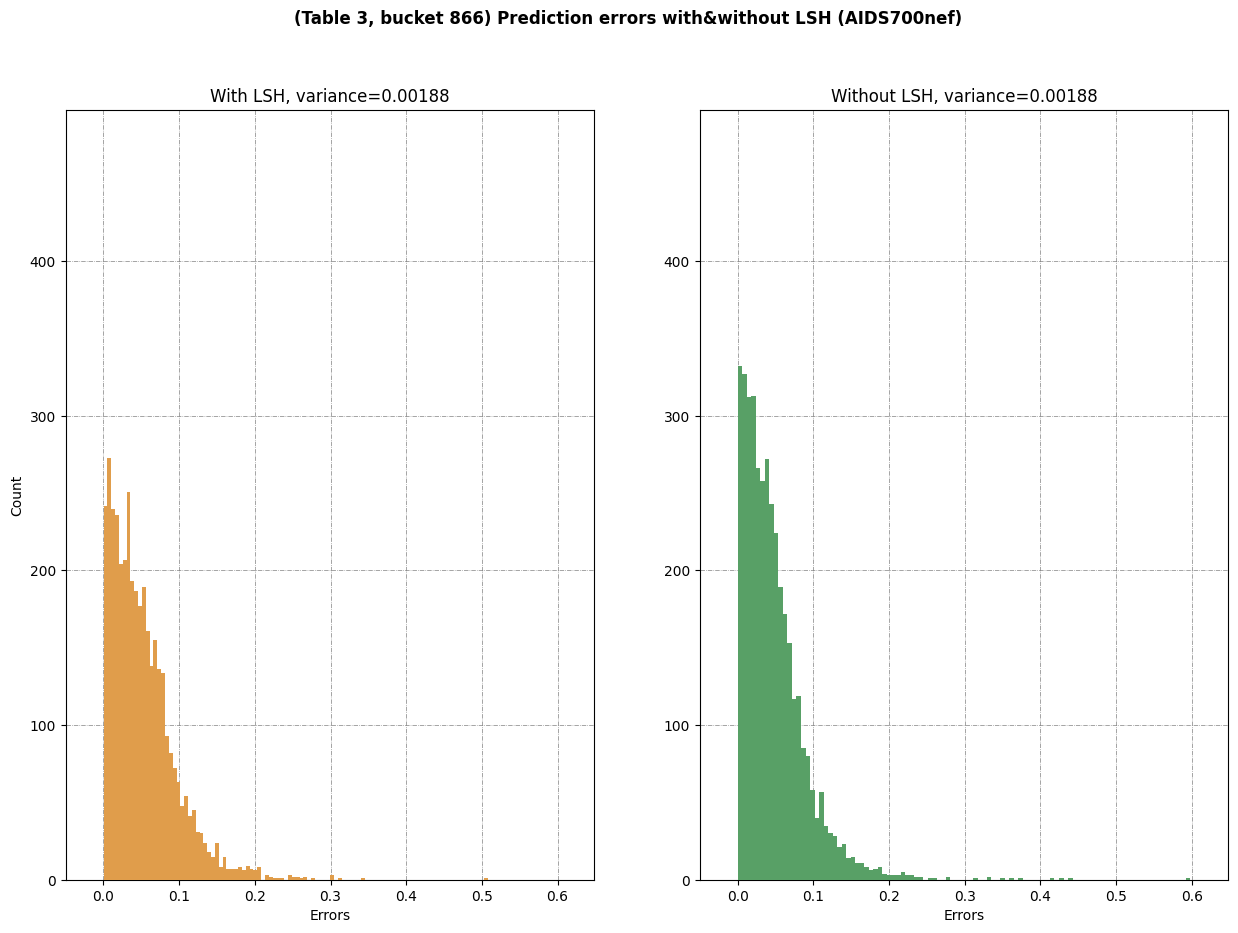 (Table 3, bucket 866) Prediction errors with&without LSH (AIDS700nef)
With LSH, variance=0.00188
Count
400
300
200
100
0
0.0 0.1 0.2 0.3 0.4 0.5 0.6
Errors
Without LSH, variance=0.00188
400
300
200
100
0
0.0 0.1 0.2 0.3 0.4 0.5 0.6
Errors